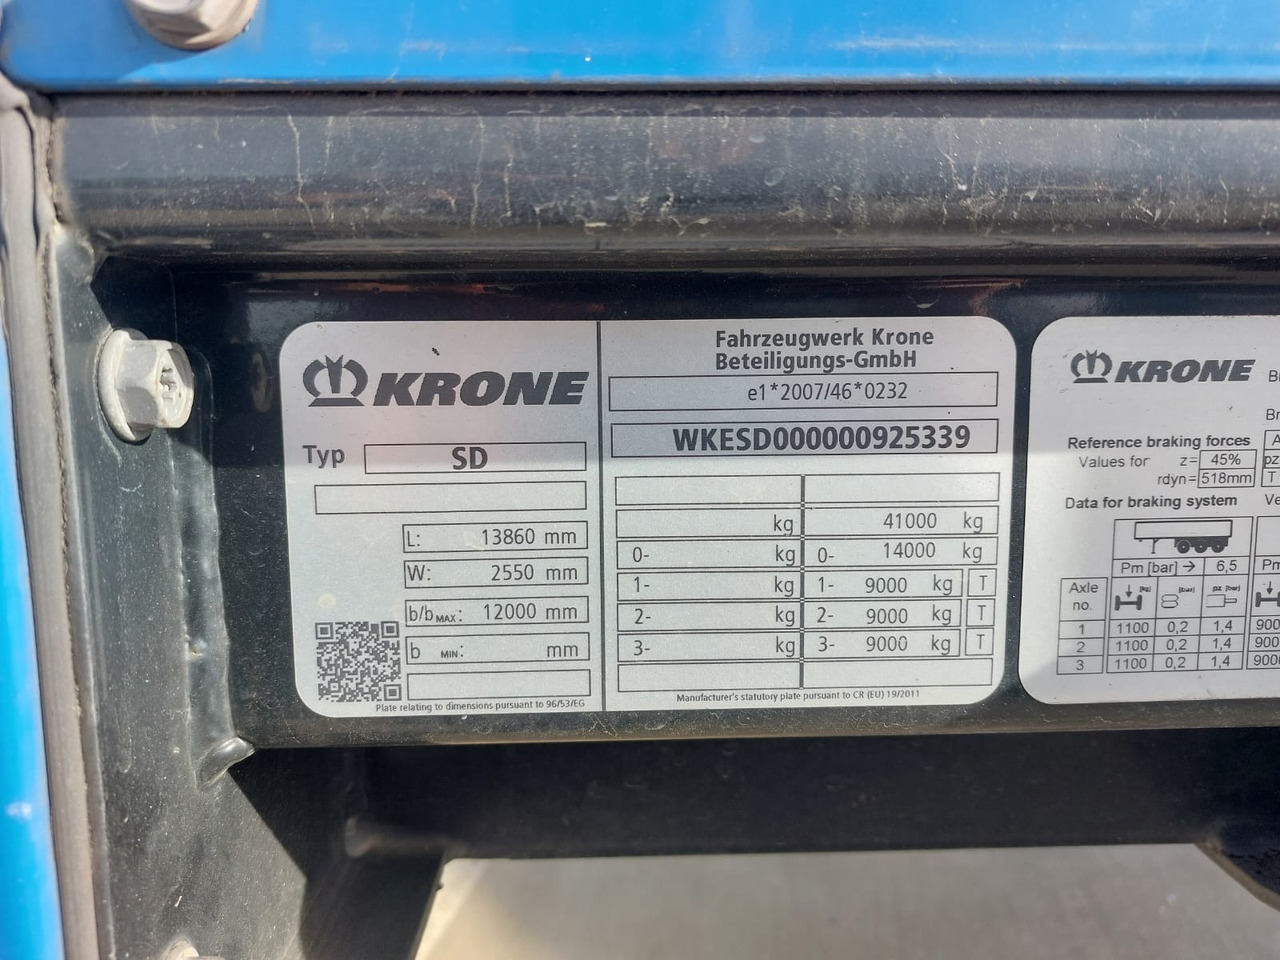 KRONE
Typ SD
L: 13860 mm
W: 2550 mm
b/b MAX: 12000 mm
b MIN: mm
Plate relating to dimensions pursuant to 96/53/EG
Fahrzeugwerk Krone
Beteiligungs-GmbH
e1*2007/46*0232
WKESD000000925339
kg 41000 kg
0- kg 0- 14000 kg
1- kg 1- 9000 kg T
2- kg 2- 9000 kg T
3- kg 3- 9000 kg T
Manufacturer's statutory plate pursuant to CR (EU) 19/2011
KRONE
Reference braking forces
Values for z= 45%
rdyn= 518mm
Data for braking system
Pm [bar] → 6,5
Axle
no.
1 1100 0,2 1,4
2 1100 0,2 1,4
3 1100 0,2 1,4